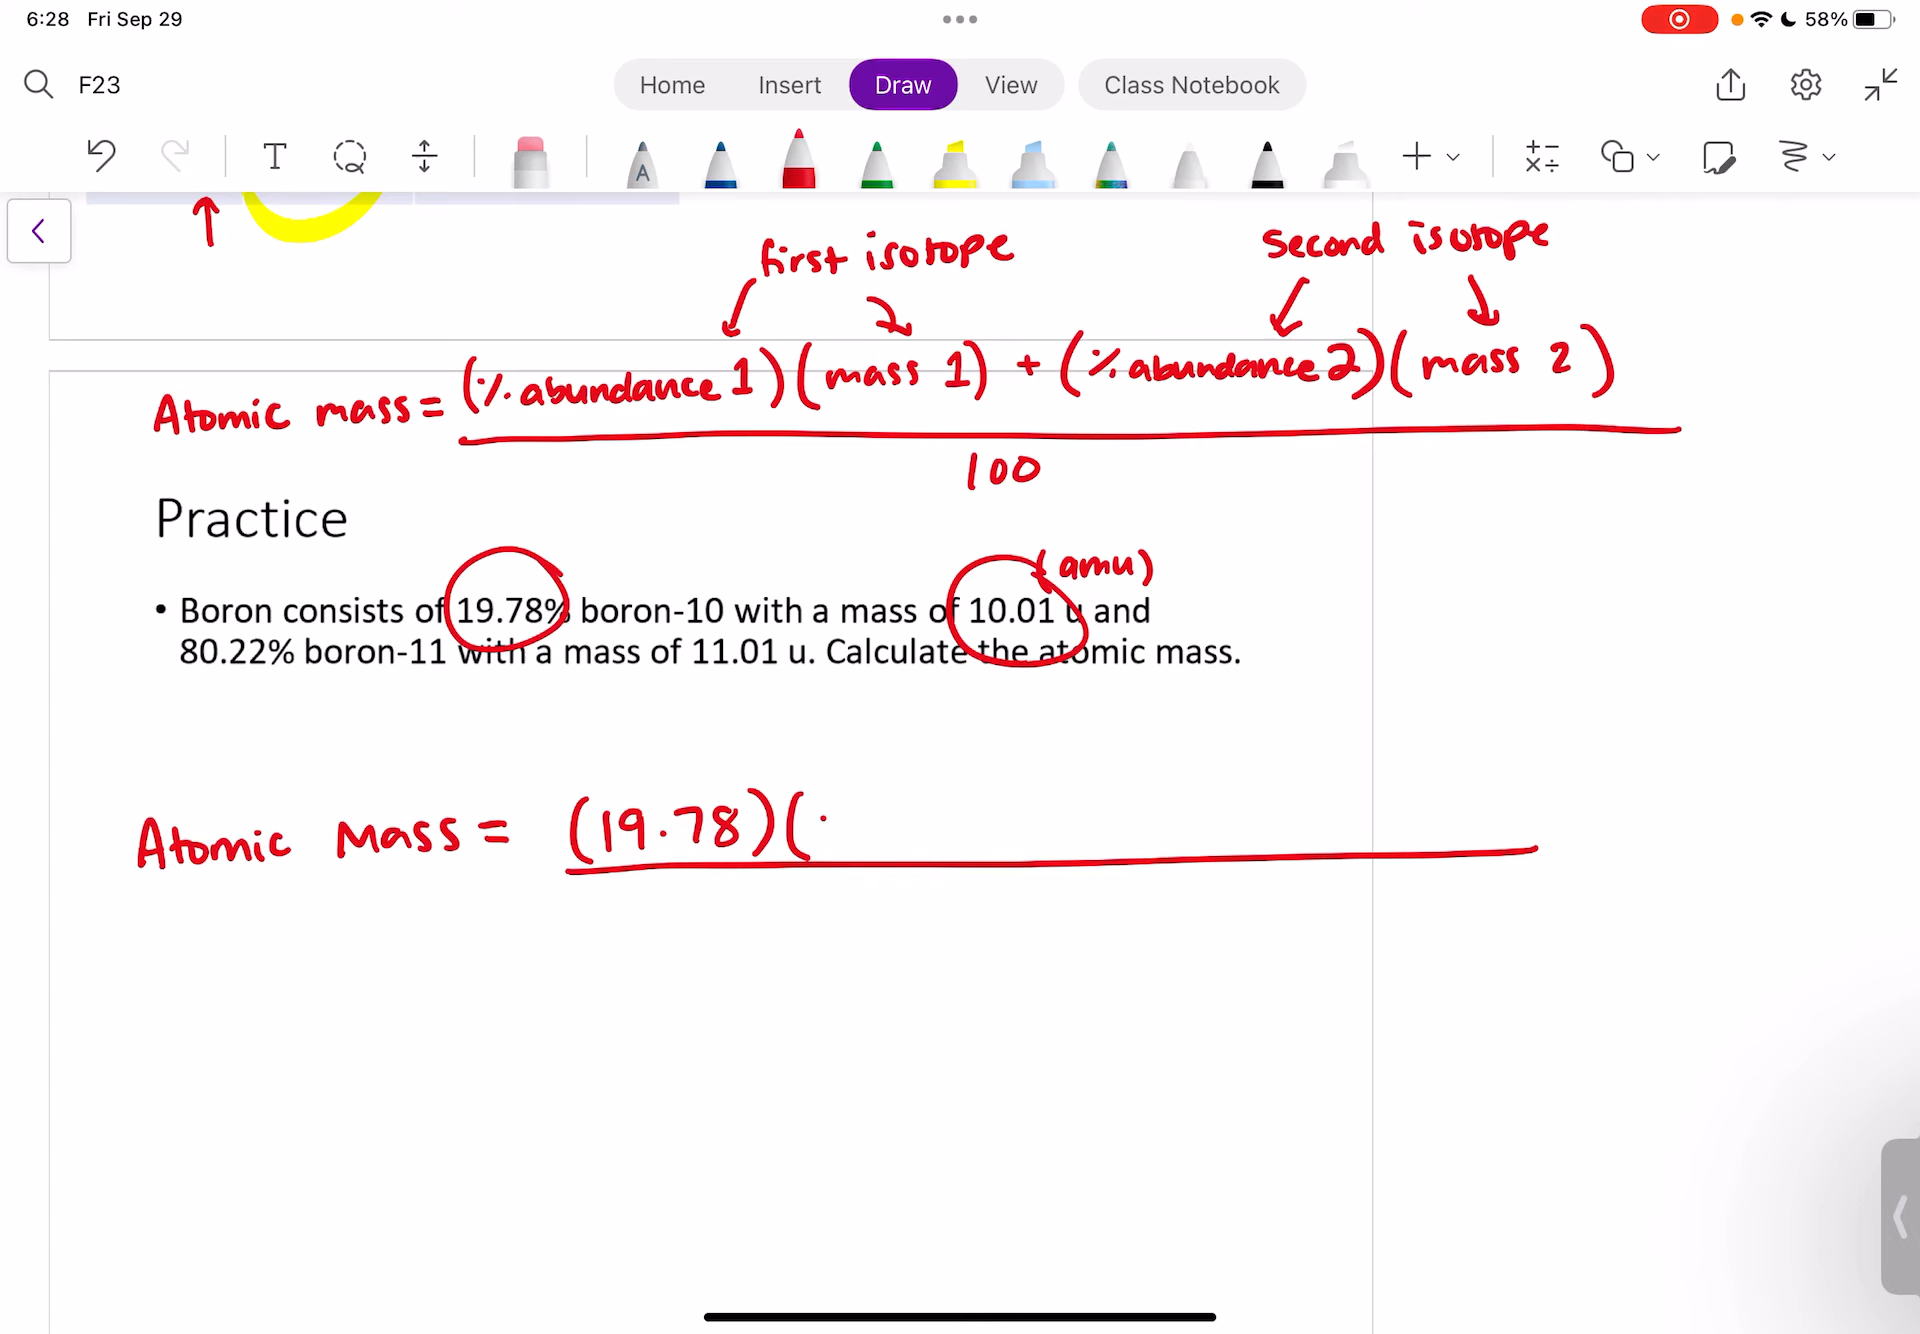 6:28 Fri Sep 29 58%
F23 Home Insert Draw View Class Notebook
T A
first isotope second isotope
Atomic mass = (% abundance 1)(mass 1) + (% abundance 2)(mass 2)
100
Practice
(amu)
• Boron consists of 19.78% boron-10 with a mass of 10.01 u and
80.22% boron-11 with a mass of 11.01 u. Calculate the atomic mass.
Atomic Mass = (19.78)(